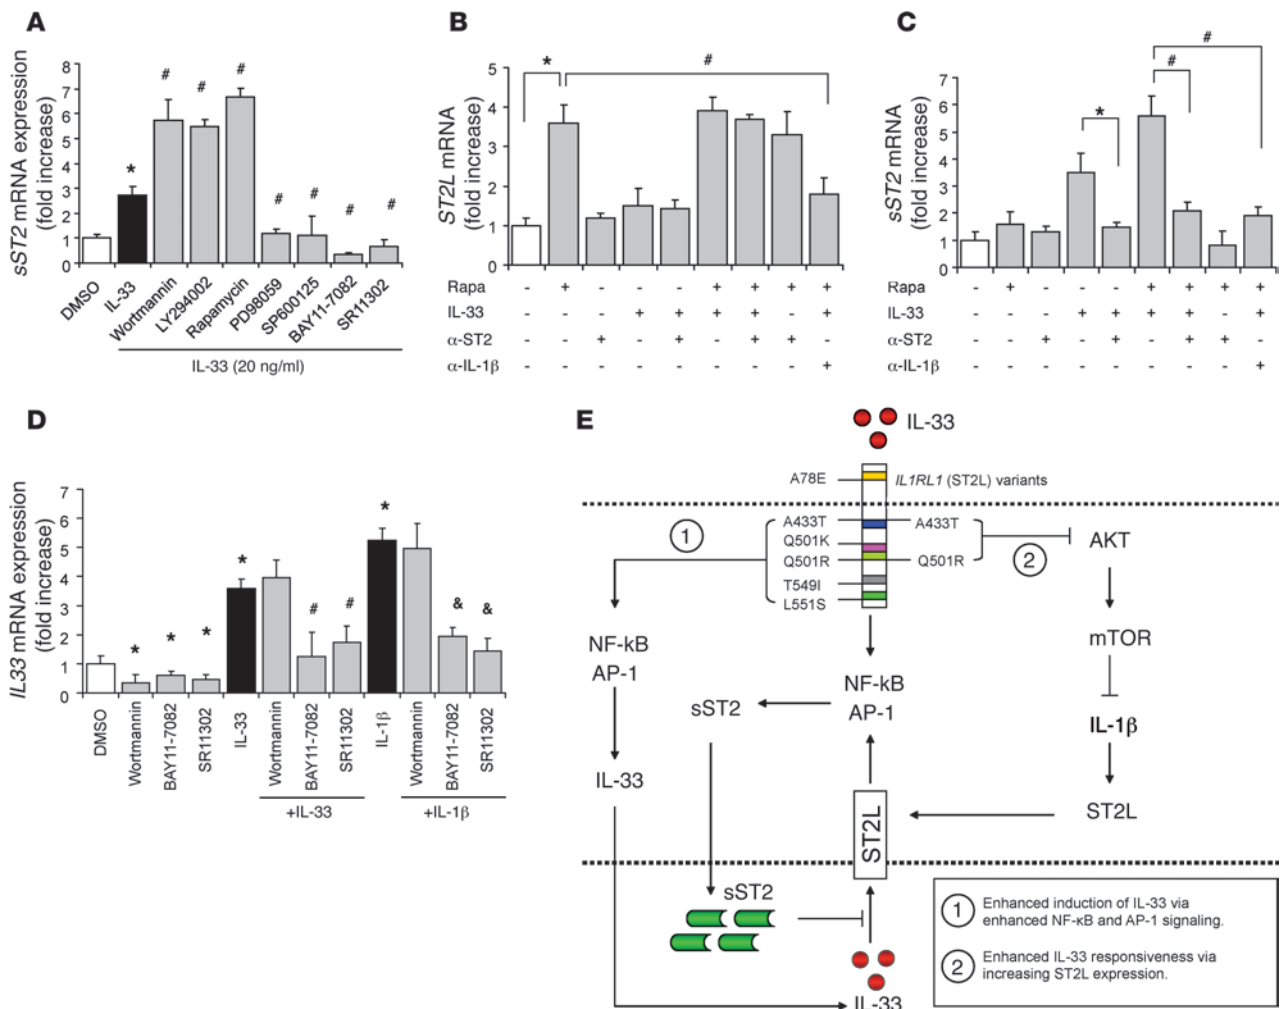 A
sST2 mRNA expression
(fold increase)
8
7
6
5
4
3
2
1
0
*
#
#
#
#
#
#
#
DMSO
IL-33
Wortmannin
LY294002
Rapamycin
PD98059
SP600125
BAY11-7082
SR11302
IL-33 (20 ng/ml)
B
ST2L mRNA
(fold increase)
5
4
3
2
1
0
*
#
Rapa - + - - - + + + +
IL-33 - - - + + + + - +
α-ST2 - - + - + - + + -
α-IL-1β - - - - - - - - +
C
sST2 mRNA
(fold increase)
7
6
5
4
3
2
1
0
*
#
#
Rapa - + - - - + + + +
IL-33 - - - + + + + - +
α-ST2 - - + - + - + + -
α-IL-1β - - - - - - - - +
D
IL33 mRNA expression
(fold increase)
7
6
5
4
3
2
1
0
*
*
*
*
#
#
*
&
&
DMSO
Wortmannin
BAY11-7082
SR11302
IL-33
Wortmannin
BAY11-7082
SR11302
IL-1β
Wortmannin
BAY11-7082
SR11302
+IL-33
+IL-1β
E
IL-33
A78E
IL1RL1 (ST2L) variants
A433T
Q501K
Q501R
T549I
L551S
A433T
Q501R
1
2
AKT
mTOR
IL-1β
ST2L
NF-kB
AP-1
IL-33
NF-kB
AP-1
sST2
ST2L
sST2
IL-33
1 Enhanced induction of IL-33 via
enhanced NF-κB and AP-1 signaling.
2 Enhanced IL-33 responsiveness via
increasing ST2L expression.